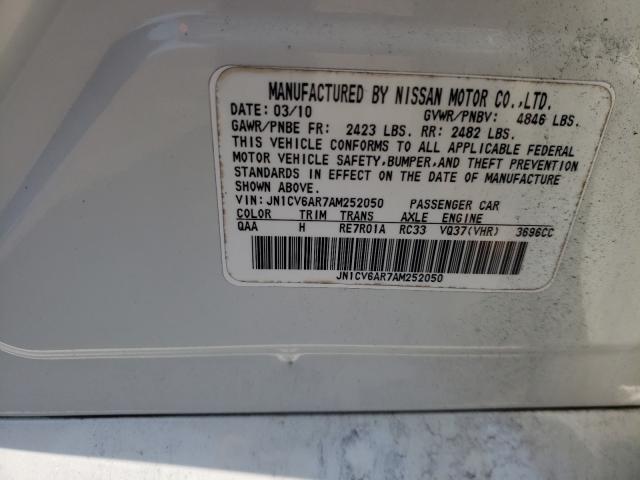 MANUFACTURED BY NISSAN MOTOR CO.,LTD.
DATE: 03/10 GVWR/PNBV: 4846 LBS.
GAWR/PNBE FR: 2423 LBS. RR: 2482 LBS.
THIS VEHICLE CONFORMS TO ALL APPLICABLE FEDERAL
MOTOR VEHICLE SAFETY,BUMPER,AND THEFT PREVENTION
STANDARDS IN EFFECT ON THE DATE OF MANUFACTURE
SHOWN ABOVE.
VIN:JN1CV6AR7AM252050 PASSENGER CAR
COLOR TRIM TRANS AXLE ENGINE
QAA H RE7R01A RC33 VQ37(VHR) 3696CC
JN1CV6AR7AM252050